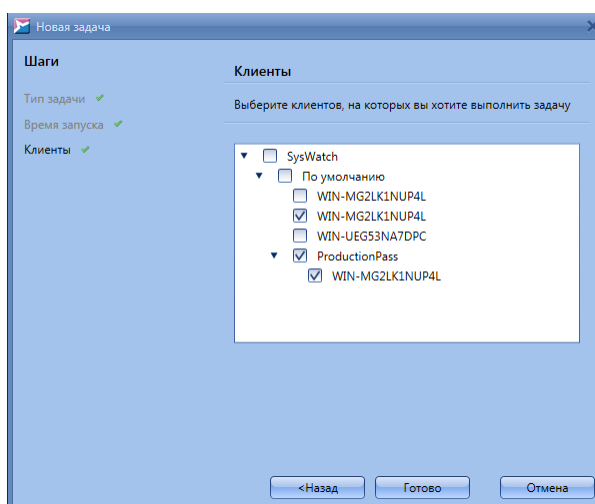 Новая задача
Шаги
Тип задачи
Время запуска
Клиенты
Клиенты
Выберите клиентов, на которых вы хотите выполнить задачу
SysWatch
По умолчанию
WIN-MG2LK1NUP4L
WIN-MG2LK1NUP4L
WIN-UEG53NA7DPC
ProductionPass
WIN-MG2LK1NUP4L
<Назад Готово Отмена